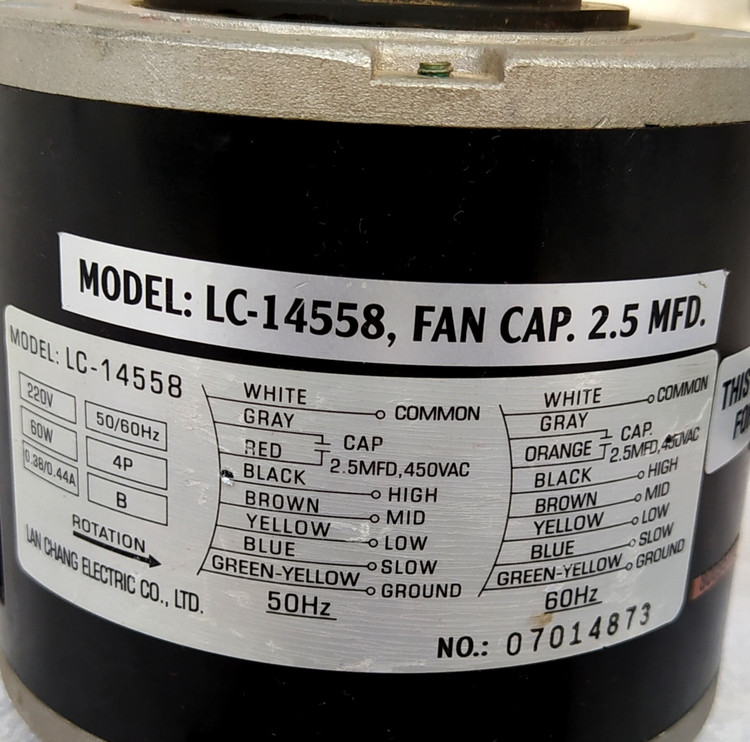 MODEL: LC-14558, FAN CAP. 2.5 MFD.
MODEL: LC-14558
220V
50/60Hz
60W
4P
0.38/0.44A
B
ROTATION
LAN CHANG ELECTRIC CO., LTD.
WHITE COMMON
GRAY
CAP
RED
2.5MFD,450VAC
BLACK HIGH
BROWN MID
YELLOW LOW
BLUE SLOW
GREEN-YELLOW GROUND
50Hz
WHITE COMMON
GRAY
CAP.
ORANGE 2.5MFD,450VAC
BLACK HIGH
BROWN MID
YELLOW LOW
BLUE SLOW
GREEN-YELLOW GROUND
60Hz
NO.: 07014873
THIS